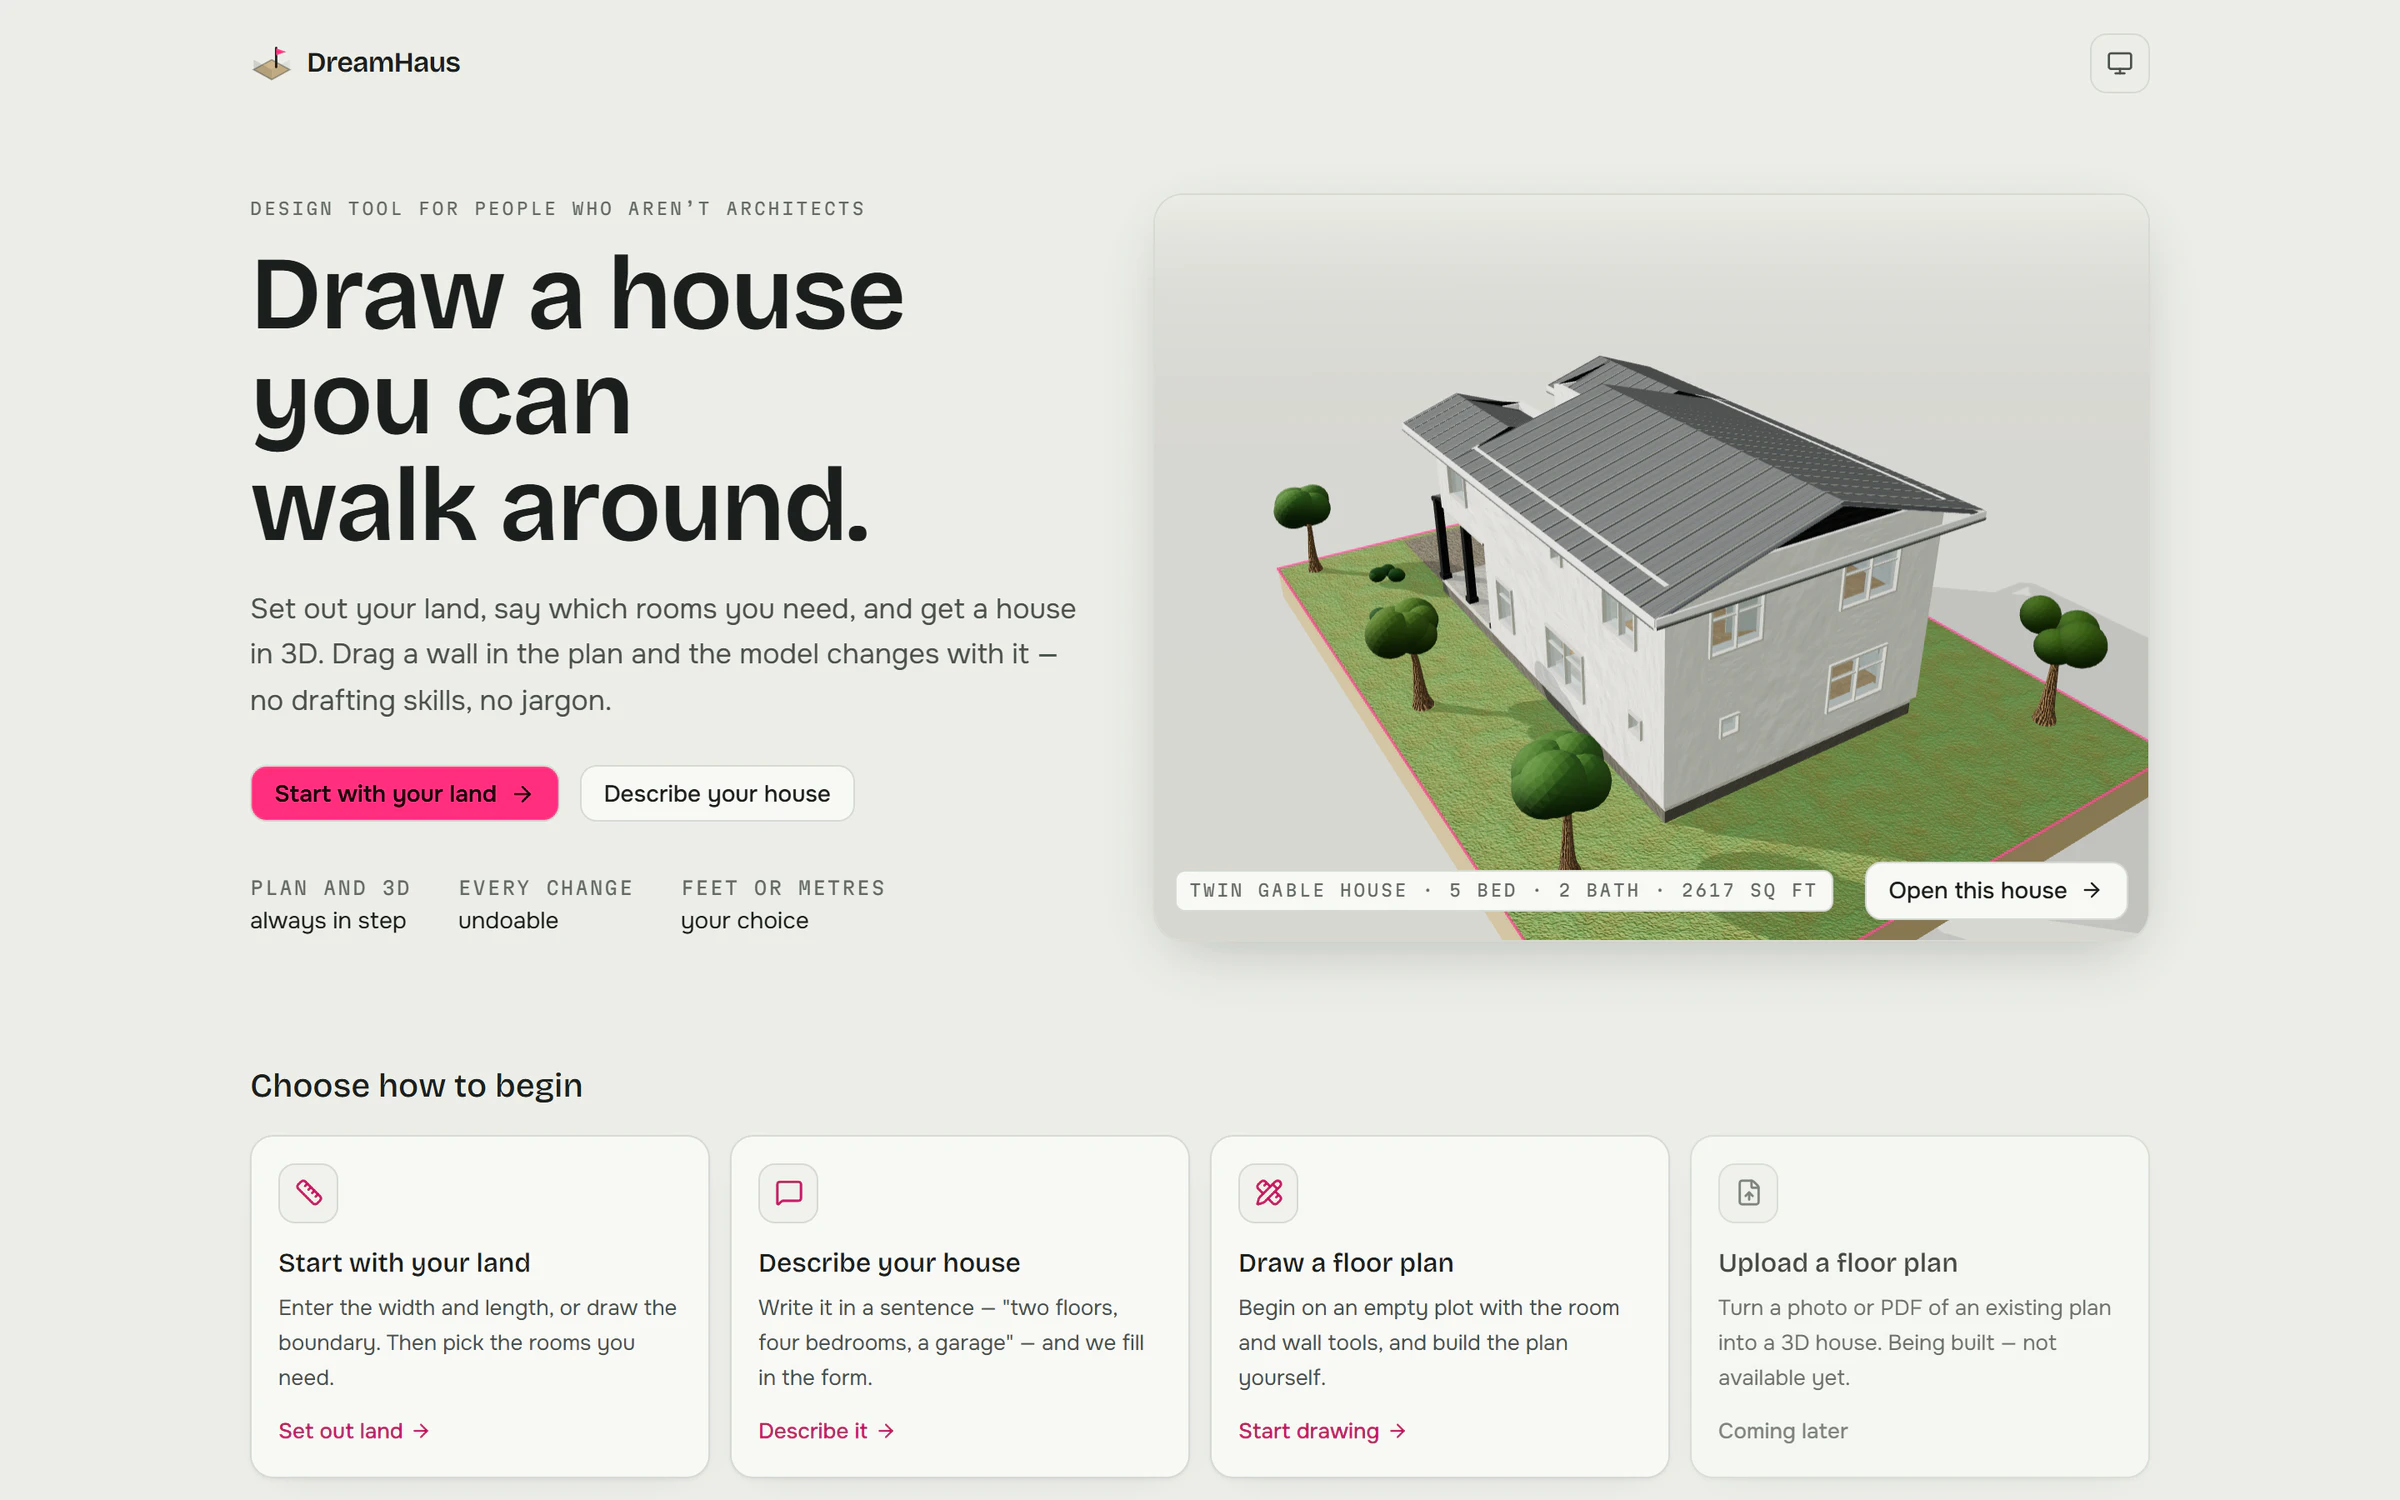 DreamHaus
DESIGN TOOL FOR PEOPLE WHO AREN’T ARCHITECTS
Draw a house
you can
walk around.
Set out your land, say which rooms you need, and get a house
in 3D. Drag a wall in the plan and the model changes with it —
no drafting skills, no jargon.
Start with your land →
Describe your house
PLAN AND 3D
always in step
EVERY CHANGE
undoable
FEET OR METRES
your choice
TWIN GABLE HOUSE · 5 BED · 2 BATH · 2617 SQ FT
Open this house →
Choose how to begin
Start with your land
Enter the width and length, or draw the
boundary. Then pick the rooms you
need.
Set out land →
Describe your house
Write it in a sentence — "two floors,
four bedrooms, a garage" — and we fill
in the form.
Describe it →
Draw a floor plan
Begin on an empty plot with the room
and wall tools, and build the plan
yourself.
Start drawing →
Upload a floor plan
Turn a photo or PDF of an existing plan
into a 3D house. Being built — not
available yet.
Coming later